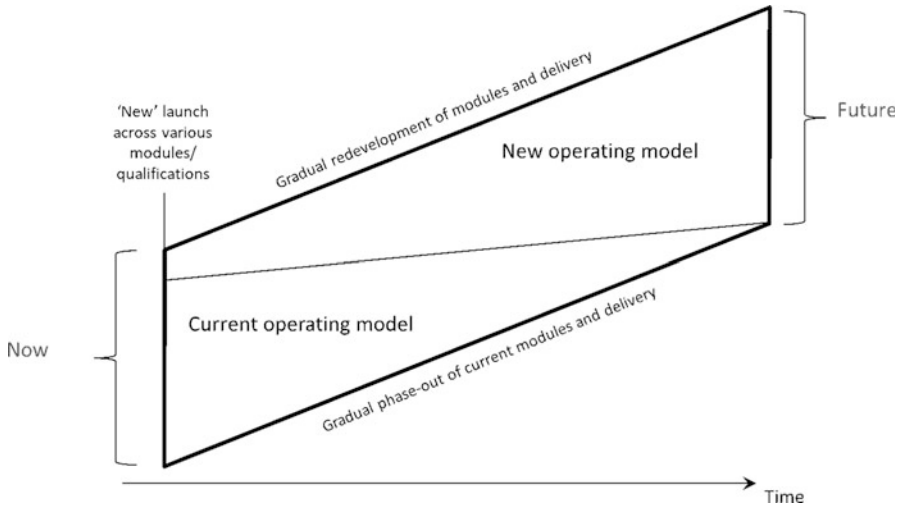 'New' launch
across various
modules/
qualifications
Gradual redevelopment of modules and delivery
Future
New operating model
Current operating model
Now
Gradual phase-out of current modules and delivery
Time